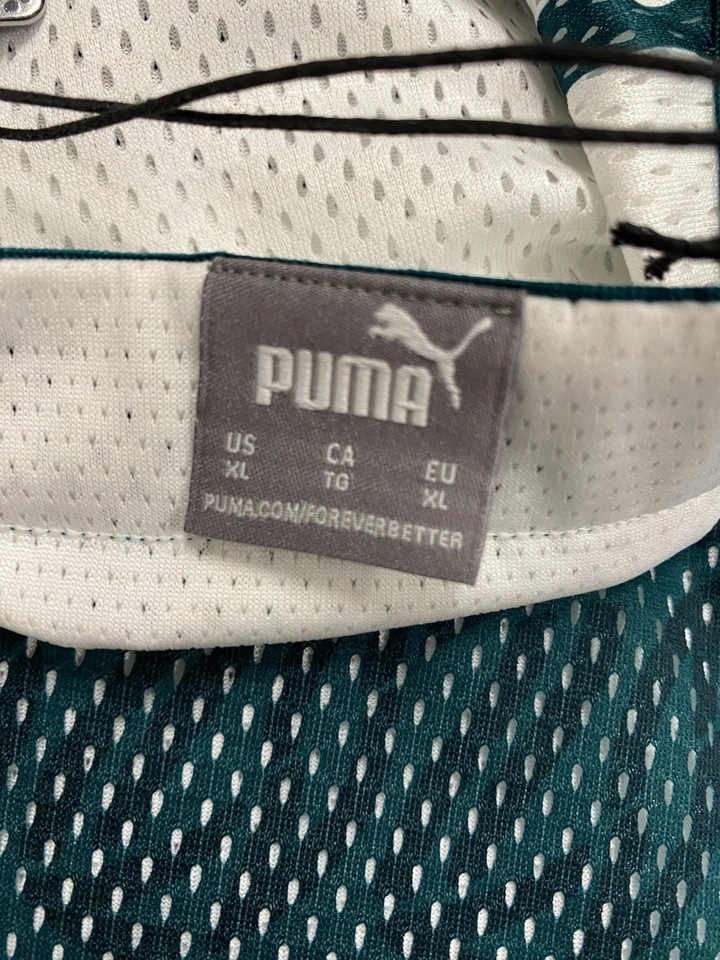 PUMA
US CA EU
XL TG XL
PUMA.COM/FOREVERBETTER